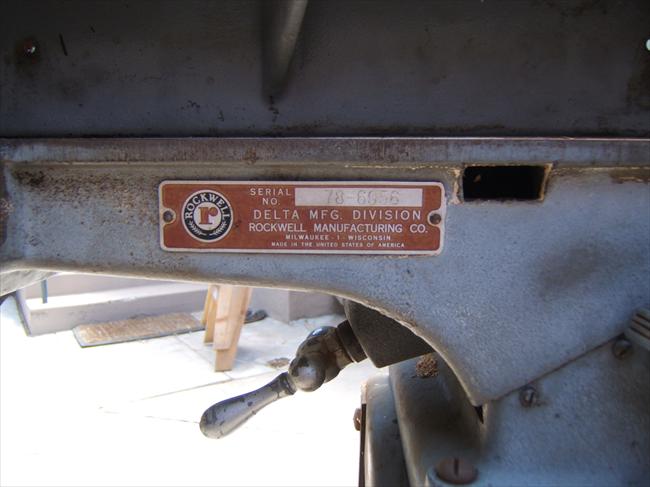 ROCKWELL
r
SERIAL NO. 78-6956
DELTA MFG. DIVISION
ROCKWELL MANUFACTURING CO.
MILWAUKEE - 1 - WISCONSIN
MADE IN THE UNITED STATES OF AMERICA